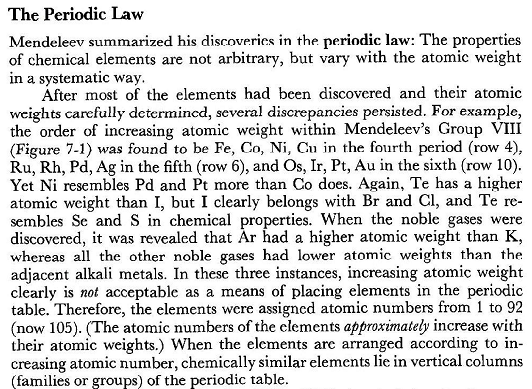 The Periodic Law
Mendeleev summarized his discoveries in the periodic law: The properties
of chemical elements are not arbitrary, but vary with the atomic weight
in a systematic way.
After most of the elements had been discovered and their atomic
weights carefully determined, several discrepancies persisted. For example,
the order of increasing atomic weight within Mendeleev's Group VIII
(Figure 7-1) was found to be Fe, Co, Ni, Cu in the fourth period (row 4),
Ru, Rh, Pd, Ag in the fifth (row 6), and Os, Ir, Pt, Au in the sixth (row 10).
Yet Ni resembles Pd and Pt more than Co does. Again, Te has a higher
atomic weight than I, but I clearly belongs with Br and Cl, and Te re-
sembles Se and S in chemical properties. When the noble gases were
discovered, it was revealed that Ar had a higher atomic weight than K,
whereas all the other noble gases had lower atomic weights than the
adjacent alkali metals. In these three instances, increasing atomic weight
clearly is not acceptable as a means of placing elements in the periodic
table. Therefore, the elements were assigned atomic numbers from 1 to 92
(now 105). (The atomic numbers of the elements approximately increase with
their atomic weights.) When the elements are arranged according to in-
creasing atomic number, chemically similar elements lie in vertical columns
(families or groups) of the periodic table.